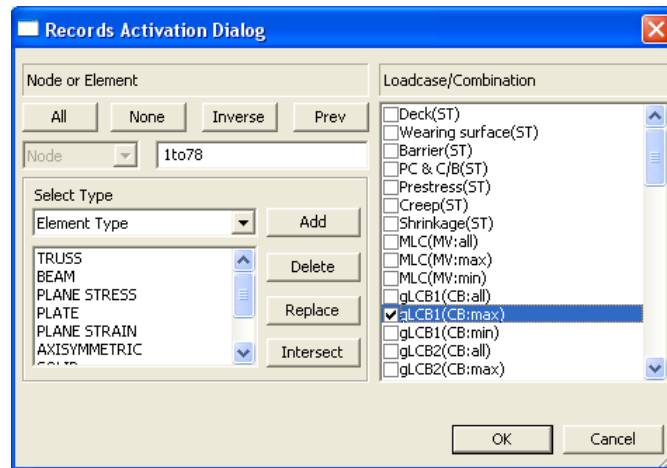 Records Activation Dialog
Node or Element
All None Inverse Prev
Node 1to78
Select Type
Element Type Add
TRUSS
BEAM
PLANE STRESS
PLATE
PLANE STRAIN
AXISYMMETRIC
Delete
Replace
Intersect
Loadcase/Combination
Deck(ST)
Wearing surface(ST)
Barrier(ST)
PC & C/B(ST)
Prestress(ST)
Creep(ST)
Shrinkage(ST)
MLC(MV:all)
MLC(MV:max)
MLC(MV:min)
gLCB1(CB:all)
gLCB1(CB:max)
gLCB1(CB:min)
gLCB2(CB:all)
gLCB2(CB:max)
OK Cancel